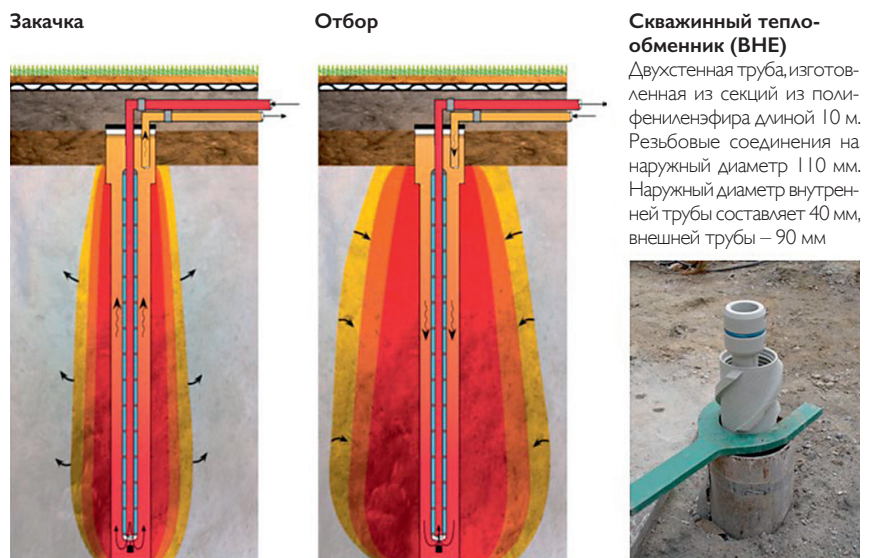 Закачка
Отбор
Скважинный тепло-
обменник (BHE)
Двухстенная труба, изготов-
ленная из секций из поли-
фениленэфира длиной 10 м.
Резьбовые соединения на
наружный диаметр 110 мм.
Наружный диаметр внутрен-
ней трубы составляет 40 мм,
внешней трубы – 90 мм